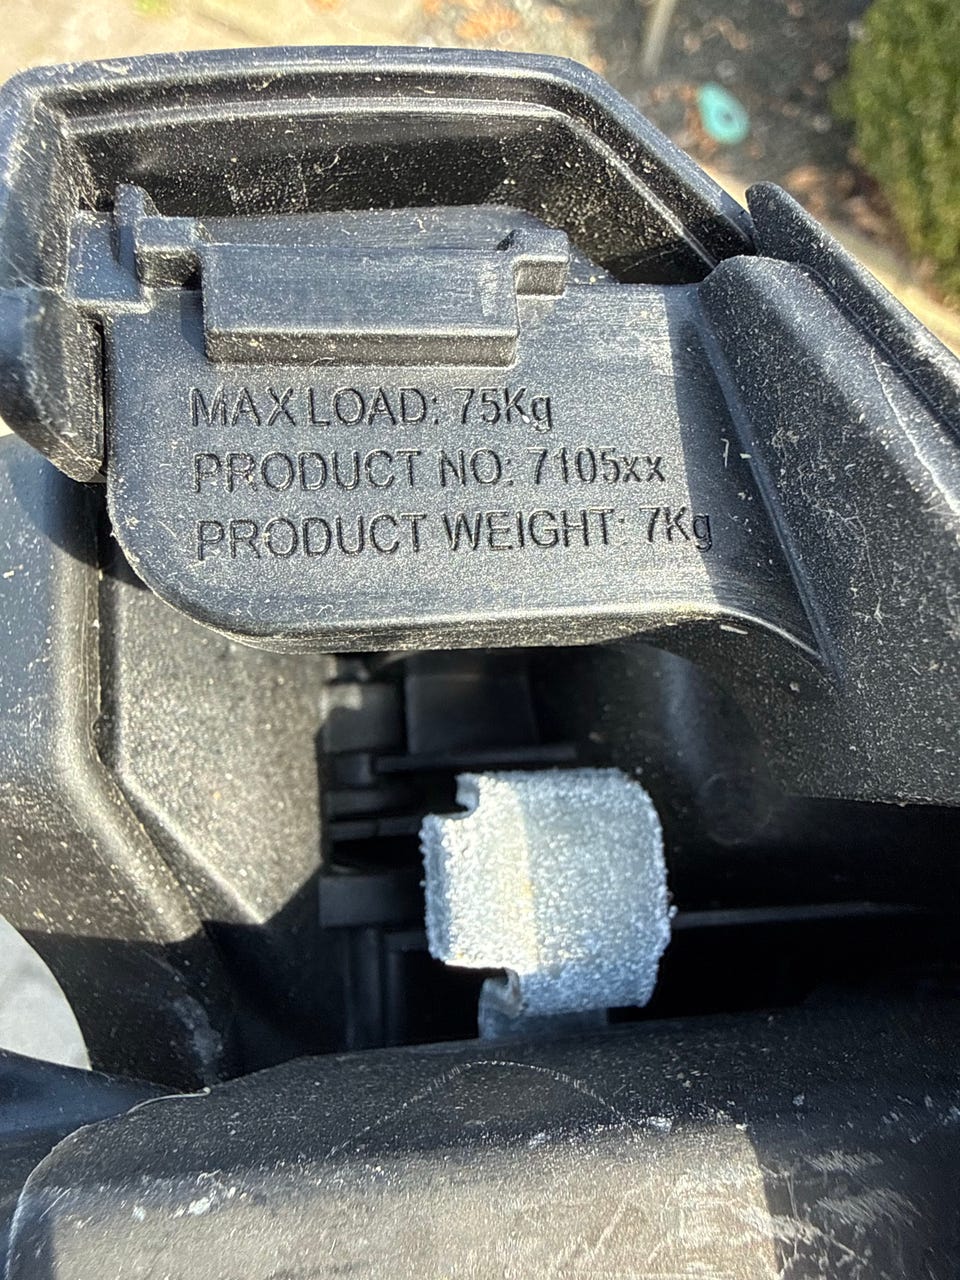 MAX LOAD: 75Kg
PRODUCT NO: 7105xx
PRODUCT WEIGHT: 7Kg